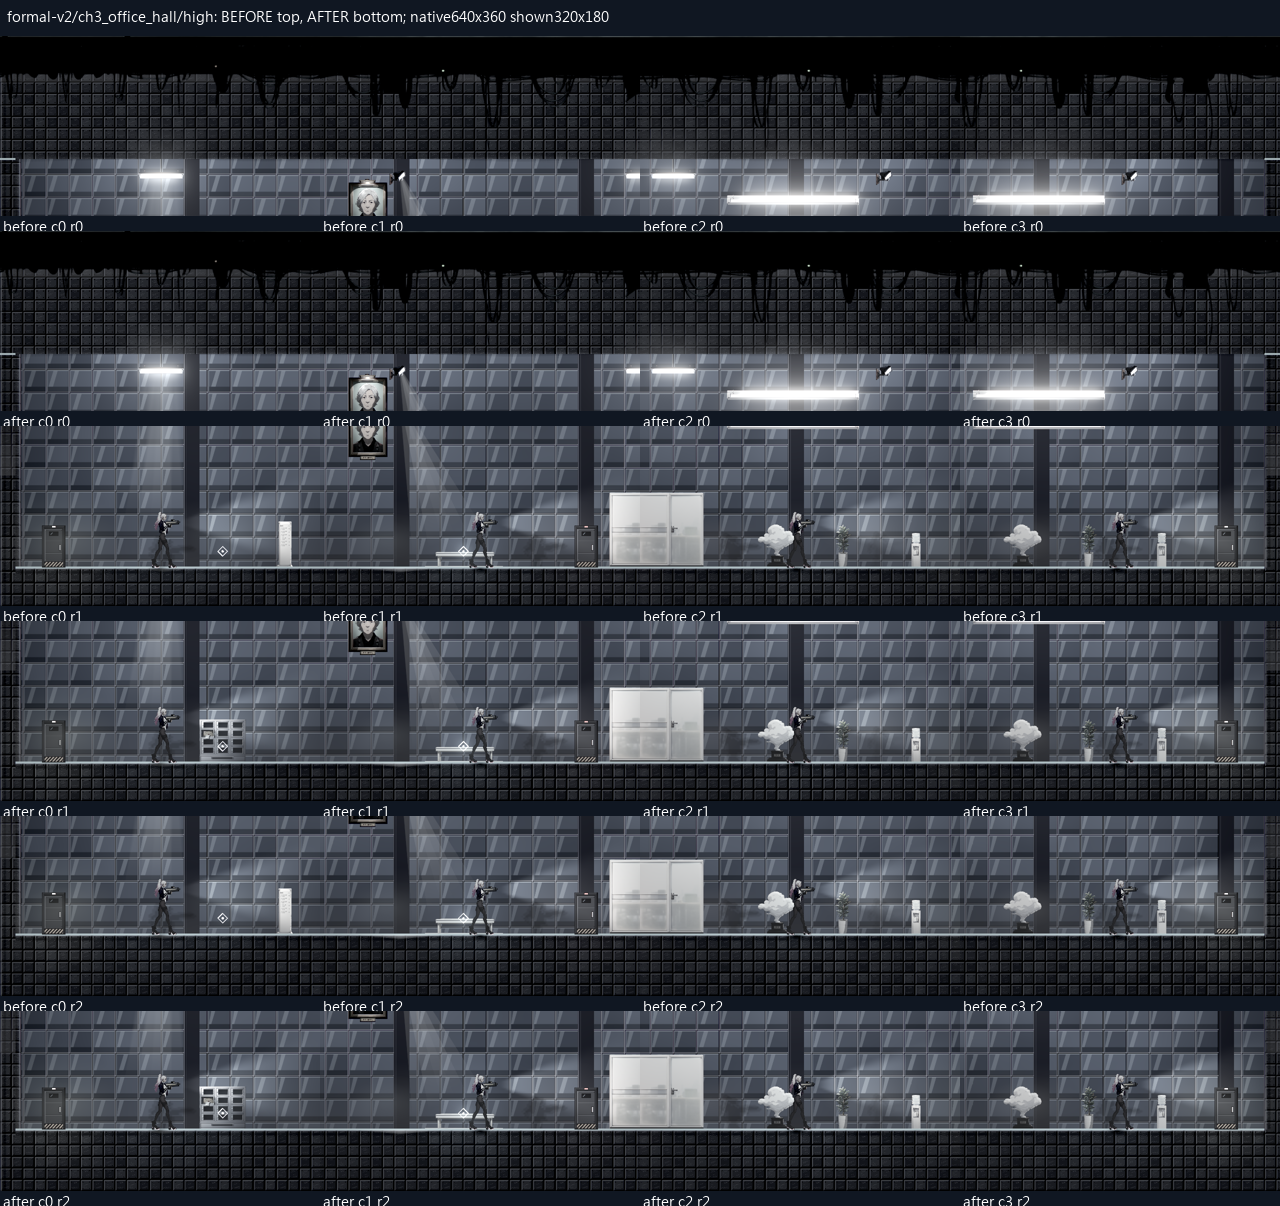 formal-v2/ch3_office_hall/high: BEFORE top, AFTER bottom; native640x360 shown320x180
before c0 r0 before c1 r0 before c2 r0 before c3 r0
after c0 r0 after c1 r0 after c2 r0 after c3 r0
before c0 r1 before c1 r1 before c2 r1 before c3 r1
after c0 r1 after c1 r1 after c2 r1 after c3 r1
before c0 r2 before c1 r2 before c2 r2 before c3 r2
after c0 r2 after c1 r2 after c2 r2 after c3 r2